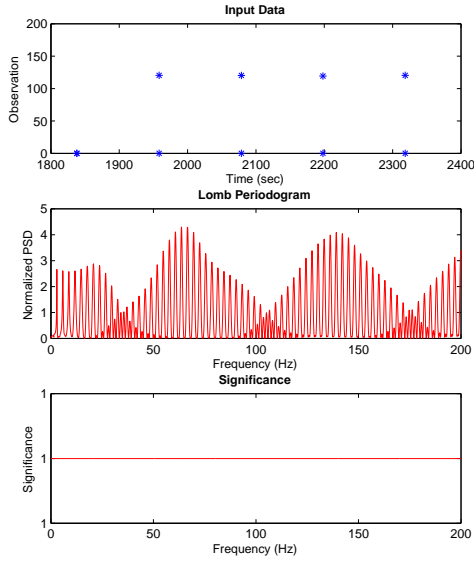 Input Data
200
150
100
50
0
Observation
1800 1900 2000 2100 2200 2300 2400
Time (sec)
Lomb Periodogram
5
4
3
2
1
0
Normalized PSD
0 50 100 150 200
Frequency (Hz)
Significance
1
1
1
Significance
0 50 100 150 200
Frequency (Hz)